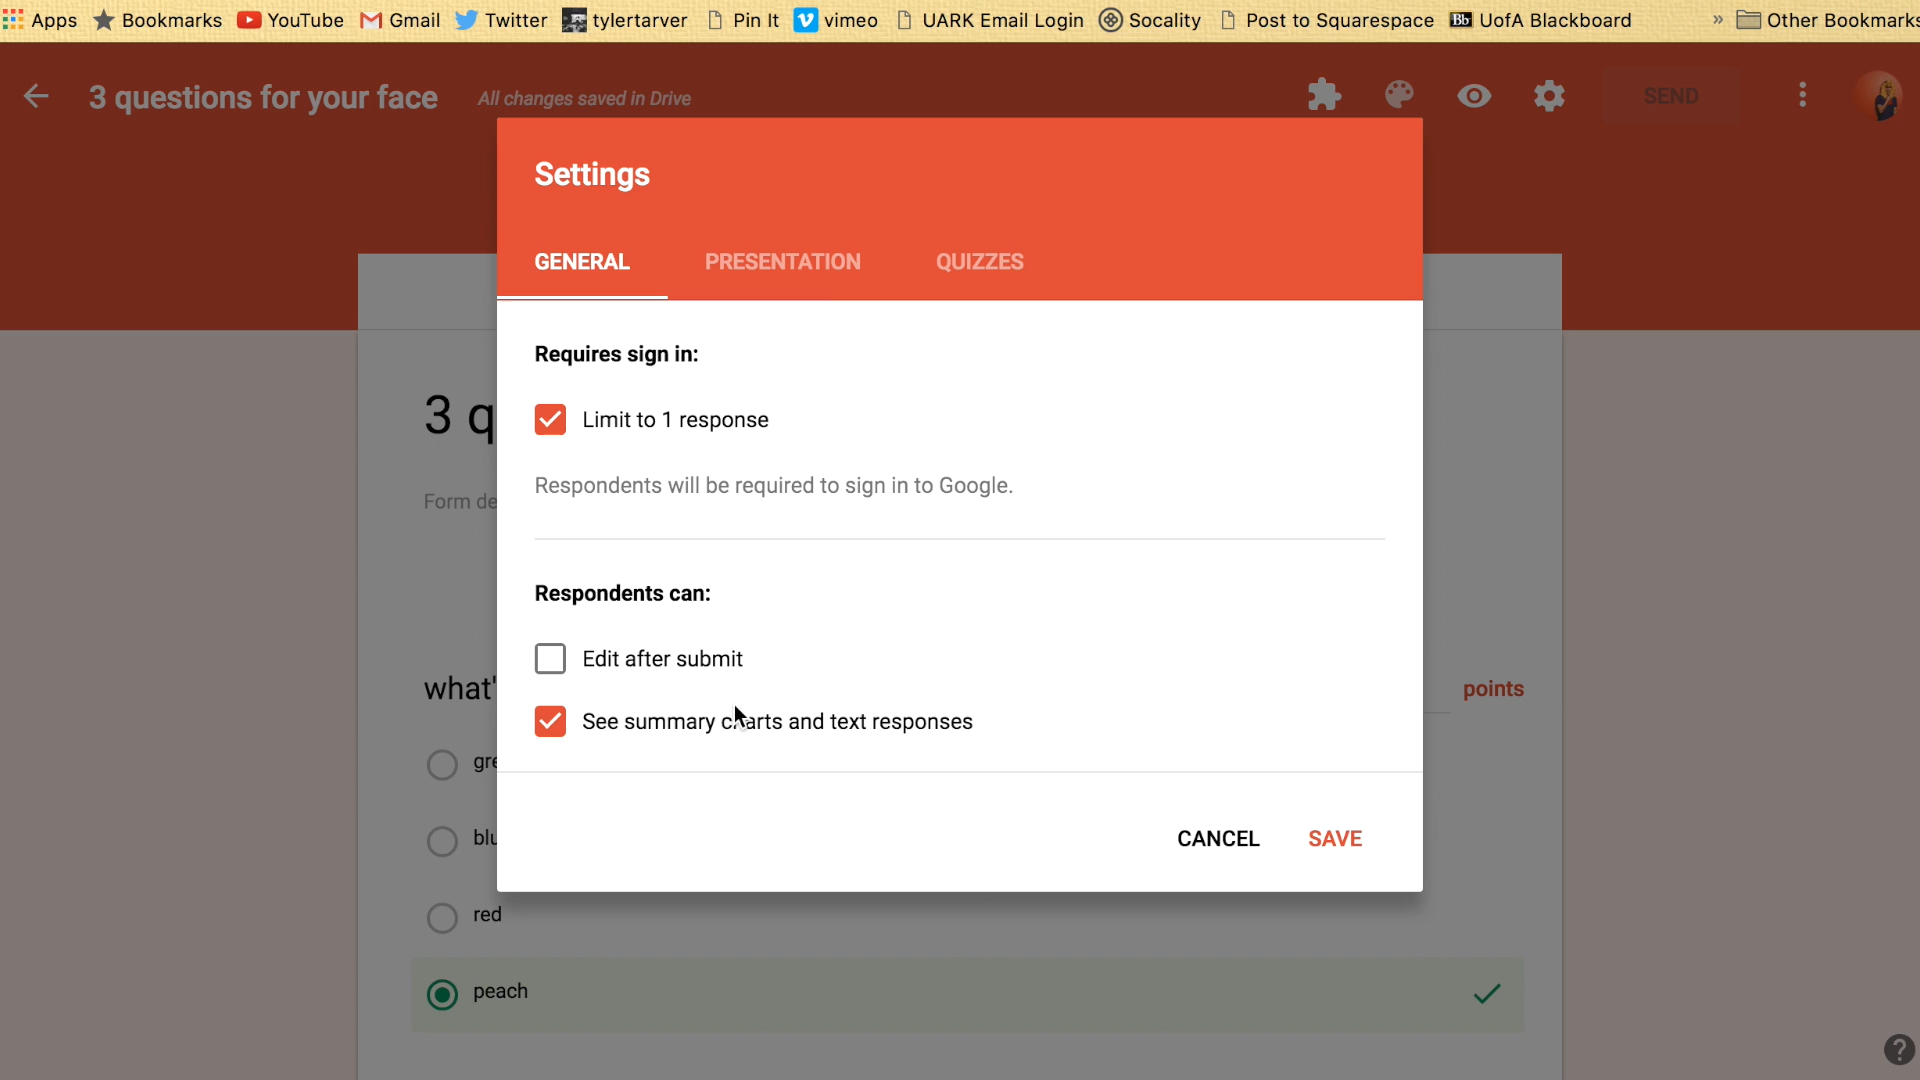 Apps Bookmarks YouTube Gmail Twitter tylertarver Pin It vimeo UARK Email Login Socality Post to Squarespace Bb UofA Blackboard » Other Bookmarks
3 questions for your face All changes saved in Drive SEND
Settings
GENERAL PRESENTATION QUIZZES
Requires sign in:
Limit to 1 response
3 q
Respondents will be required to sign in to Google.
Form de
Respondents can:
Edit after submit
what' points
See summary charts and text responses
gre
blu
CANCEL SAVE
red
peach